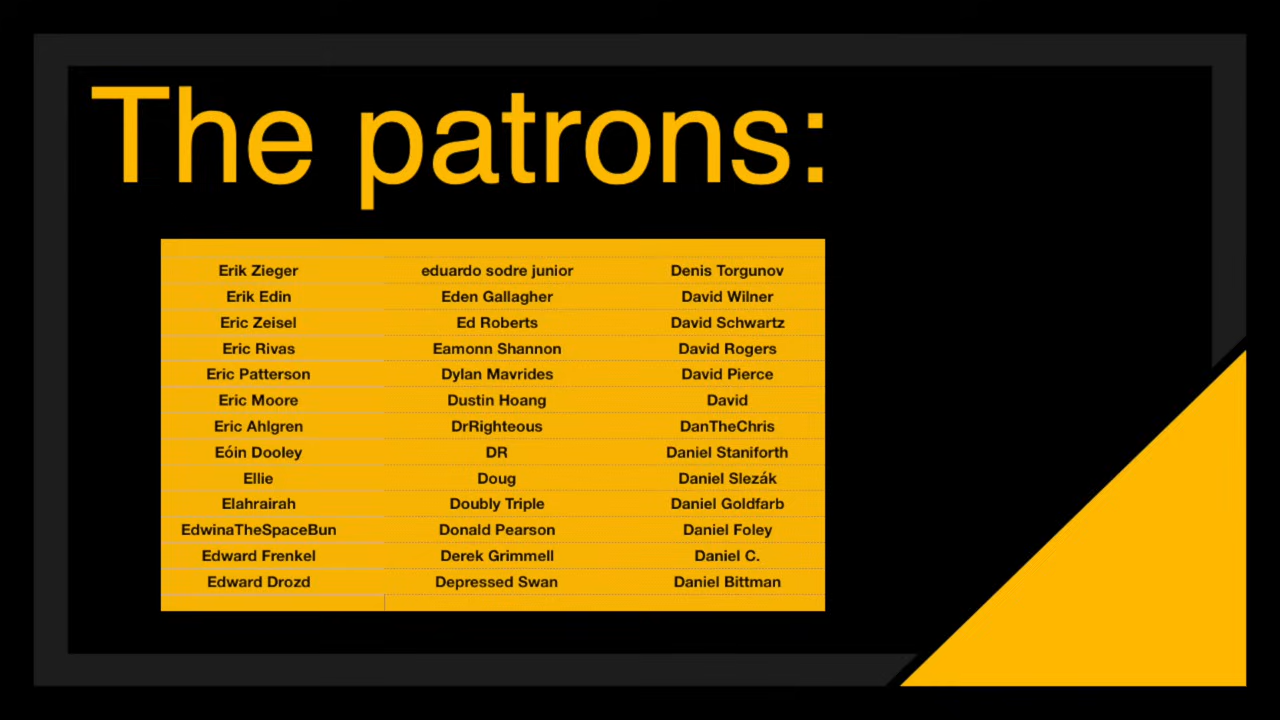 The patrons:
Erik Zieger eduardo sodre junior Denis Torgunov
Erik Edin Eden Gallagher David Wilner
Eric Zeisel Ed Roberts David Schwartz
Eric Rivas Eamonn Shannon David Rogers
Eric Patterson Dylan Mavrides David Pierce
Eric Moore Dustin Hoang David
Eric Ahlgren DrRighteous DanTheChris
Eóin Dooley DR Daniel Staniforth
Ellie Doug Daniel Slezák
Elahrairah Doubly Triple Daniel Goldfarb
EdwinaTheSpaceBun Donald Pearson Daniel Foley
Edward Frenkel Derek Grimmell Daniel C.
Edward Drozd Depressed Swan Daniel Bittman